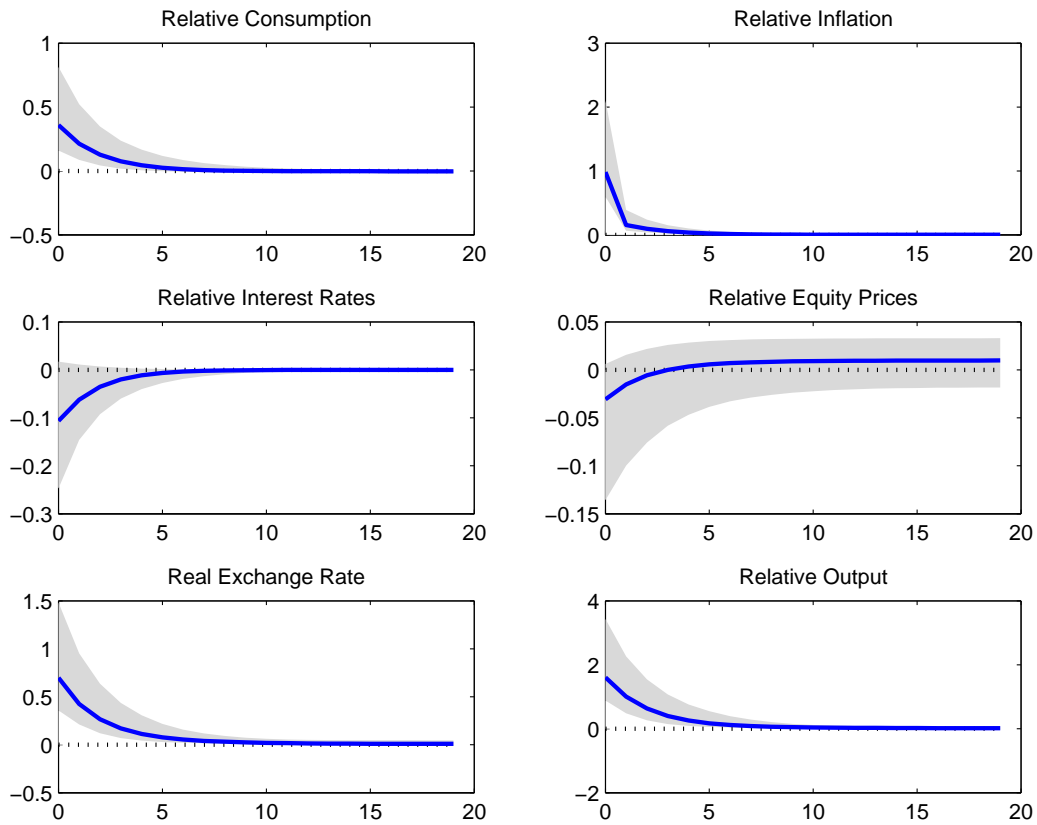 Relative Consumption
1
0.5
0
−0.5
0 5 10 15 20
Relative Inflation
3
2
1
0
0 5 10 15 20
Relative Interest Rates
0.1
0
−0.1
−0.2
−0.3
0 5 10 15 20
Relative Equity Prices
0.05
0
−0.05
−0.1
−0.15
0 5 10 15 20
Real Exchange Rate
1.5
1
0.5
0
−0.5
0 5 10 15 20
Relative Output
4
2
0
−2
0 5 10 15 20